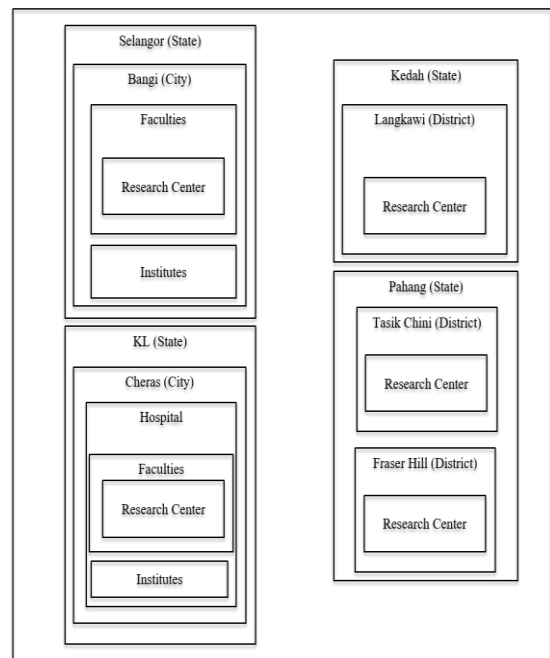 Selangor (State)
Bangi (City)
Faculties
Research Center
Institutes
KL (State)
Cheras (City)
Hospital
Faculties
Research Center
Institutes
Kedah (State)
Langkawi (District)
Research Center
Pahang (State)
Tasik Chini (District)
Research Center
Fraser Hill (District)
Research Center